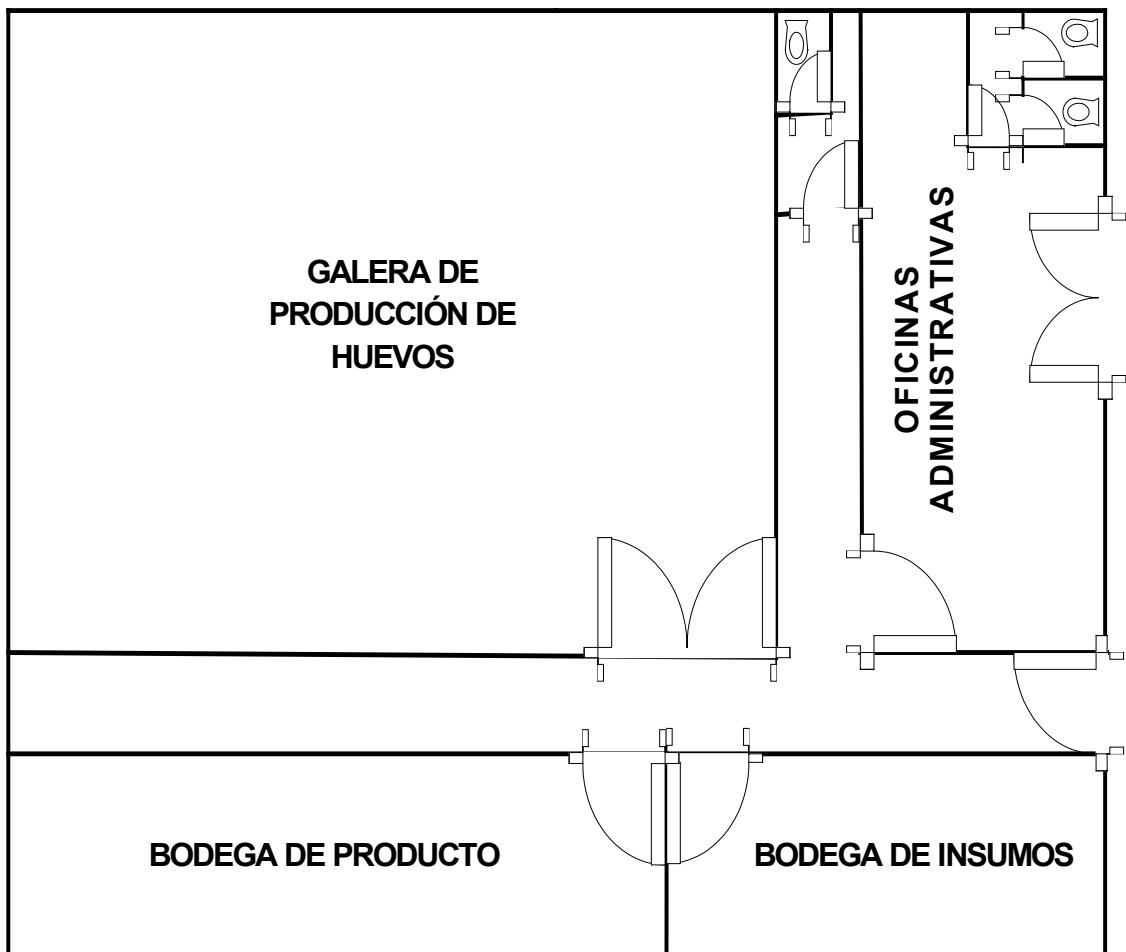 GALERA DE
PRODUCCIÓN DE
HUEVOS
OFICINAS
ADMINISTRATIVAS
BODEGA DE PRODUCTO
BODEGA DE INSUMOS